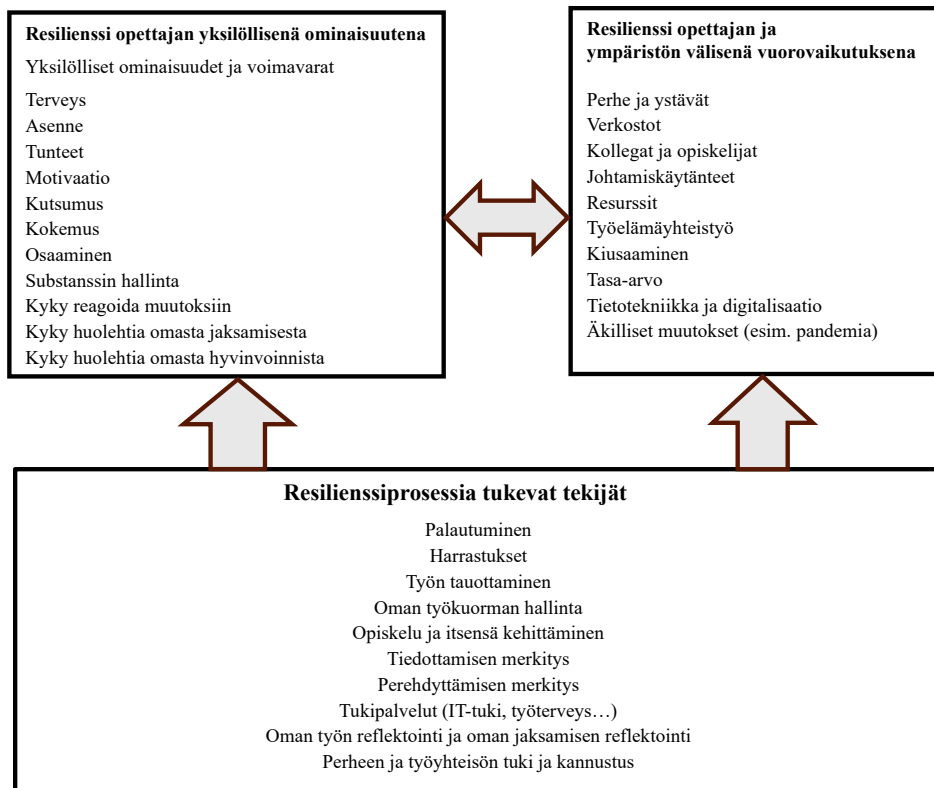 Resilienssi opettajan yksilöllisenä ominaisuutena
Yksilölliset ominaisuudet ja voimavarat
Terveys
Asenne
Tunteet
Motivaatio
Kutsumus
Kokemus
Osaaminen
Substanssin hallinta
Kyky reagoida muutoksiin
Kyky huolehtia omasta jaksamisesta
Kyky huolehtia omasta hyvinvoinnista
Resilienssi opettajan ja
ympäristön välisenä vuorovaikutuksena
Perhe ja ystävät
Verkostot
Kollegat ja opiskelijat
Johtamiskäytänteet
Resurssit
Työelämäyhteistyö
Kiusaaminen
Tasa-arvo
Tietotekniikka ja digitalisaatio
Äkilliset muutokset (esim. pandemia)
Resilienssiprosessia tukevat tekijät
Palautuminen
Harrastukset
Työn tauottaminen
Oman työkuorman hallinta
Opiskelu ja itsensä kehittäminen
Tiedottamisen merkitys
Perehdyttämisen merkitys
Tukipalvelut (IT-tuki, työterveys…)
Oman työn reflektointi ja oman jaksamisen reflektointi
Perheen ja työyhteisön tuki ja kannustus